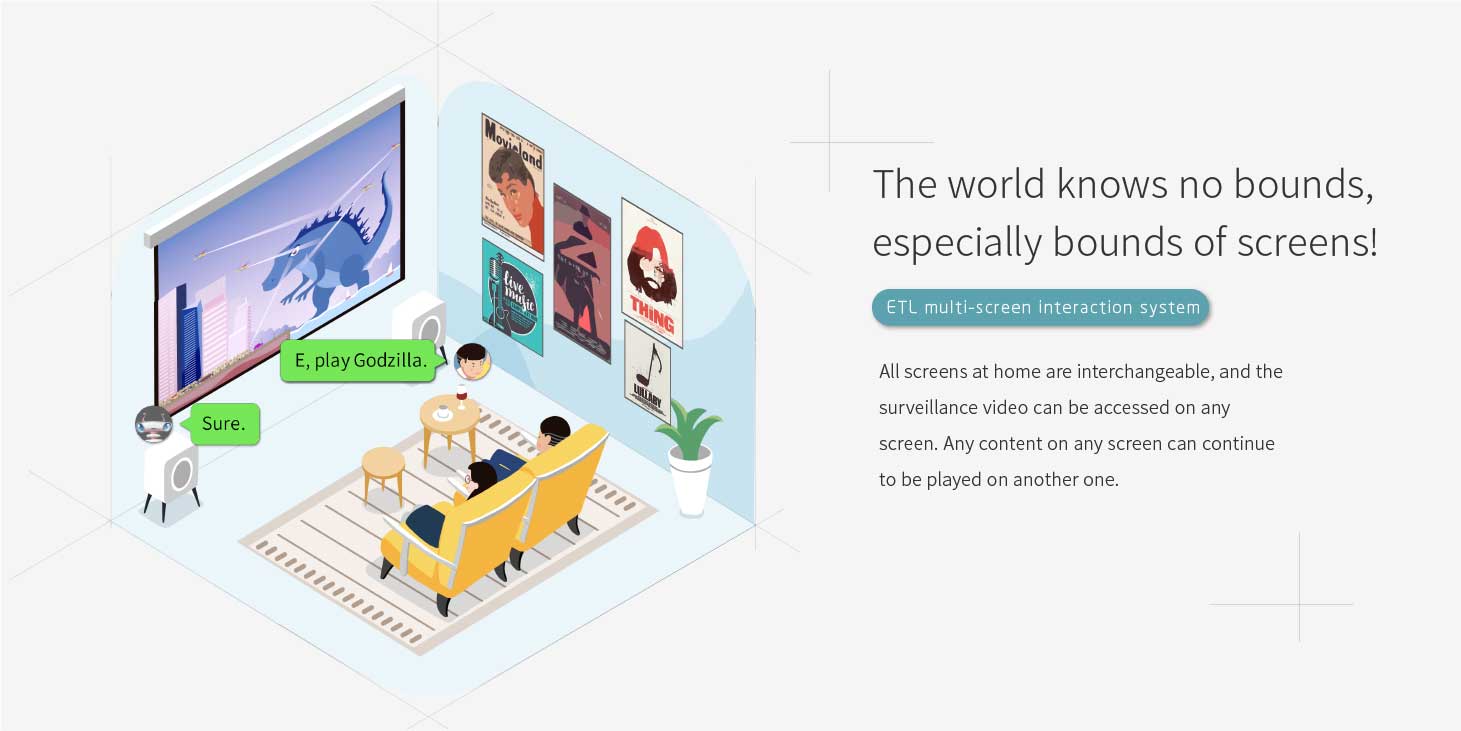 The world knows no bounds,
especially bounds of screens!
ETL multi-screen interaction system
All screens at home are interchangeable, and the
surveillance video can be accessed on any
screen. Any content on any screen can continue
to be played on another one.
E, play Godzilla.
Sure.
Movieland
live
music
THING
LULLABY